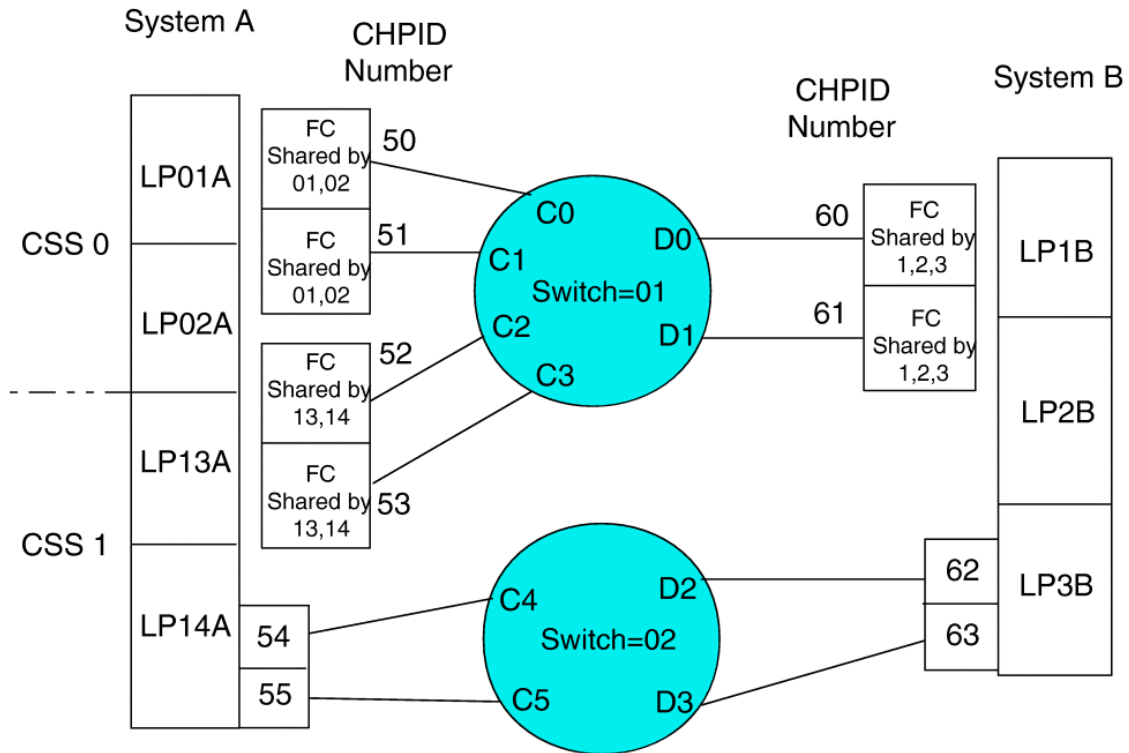 System A
CHPID
Number
System B
CHPID
Number
CSS 0
CSS 1
LP01A
LP02A
LP13A
LP14A
FC
Shared by
01,02
50
FC
Shared by
01,02
51
FC
Shared by
13,14
52
FC
Shared by
13,14
53
54
55
C0
C1
C2
C3
D0
D1
Switch=01
C4
C5
D2
D3
Switch=02
60
FC
Shared by
1,2,3
61
FC
Shared by
1,2,3
62
63
LP1B
LP2B
LP3B